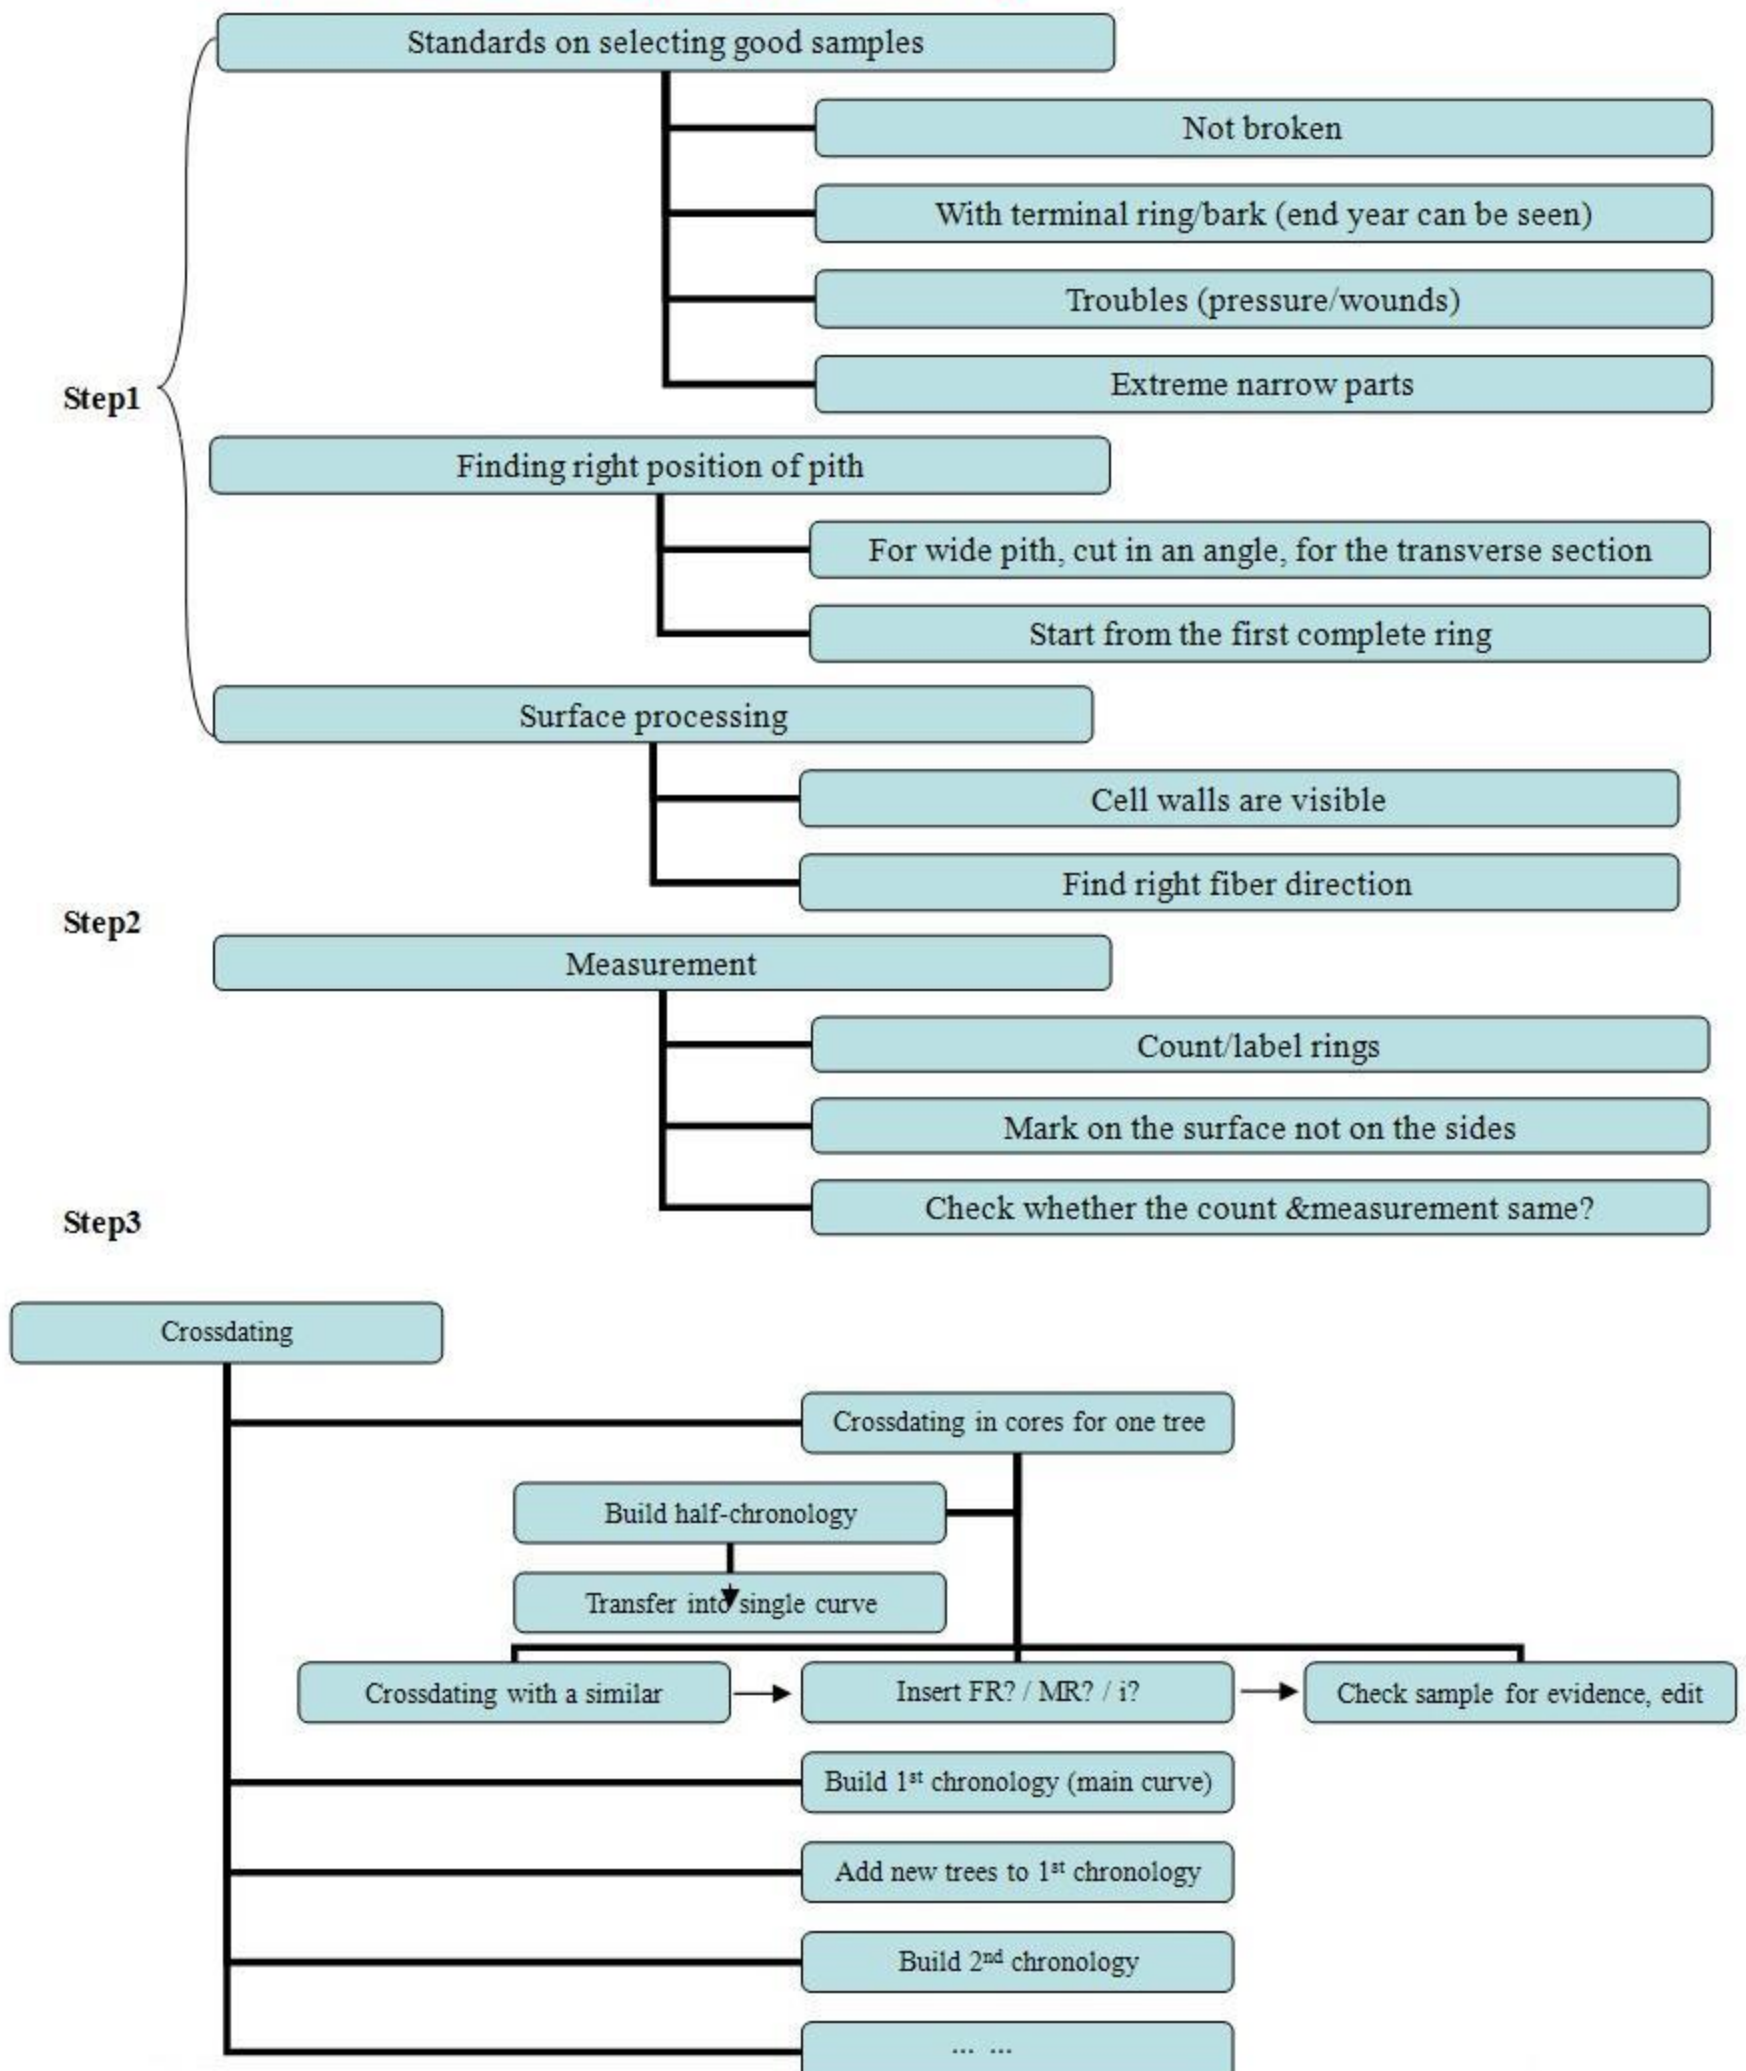 Standards on selecting good samples
Not broken
With terminal ring/bark (end year can be seen)
Troubles (pressure/wounds)
Extreme narrow parts
Step1
Finding right position of pith
For wide pith, cut in an angle, for the transverse section
Start from the first complete ring
Surface processing
Cell walls are visible
Find right fiber direction
Step2
Measurement
Count/label rings
Mark on the surface not on the sides
Check whether the count &measurement same?
Step3
Crossdating
Crossdating in cores for one tree
Build half-chronology
Transfer into single curve
Crossdating with a similar
Insert FR? / MR? / i?
Check sample for evidence, edit
Build 1st chronology (main curve)
Add new trees to 1st chronology
Build 2nd chronology
... ...